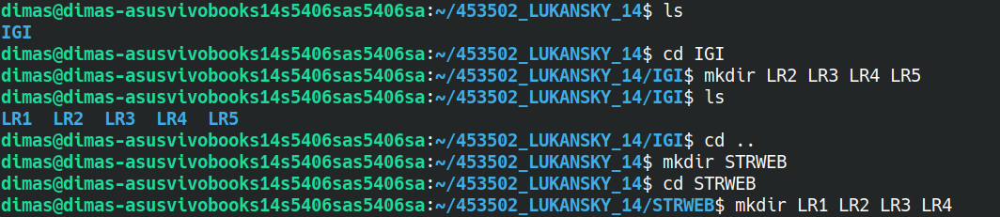 dimas@dimas-asusvivobooks14s5406sas5406sa:~/453502_LUKANSKY_14$ ls
IGI
dimas@dimas-asusvivobooks14s5406sas5406sa:~/453502_LUKANSKY_14$ cd IGI
dimas@dimas-asusvivobooks14s5406sas5406sa:~/453502_LUKANSKY_14/IGI$ mkdir LR2 LR3 LR4 LR5
dimas@dimas-asusvivobooks14s5406sas5406sa:~/453502_LUKANSKY_14/IGI$ ls
LR1  LR2  LR3  LR4  LR5
dimas@dimas-asusvivobooks14s5406sas5406sa:~/453502_LUKANSKY_14/IGI$ cd ..
dimas@dimas-asusvivobooks14s5406sas5406sa:~/453502_LUKANSKY_14$ mkdir STRWEB
dimas@dimas-asusvivobooks14s5406sas5406sa:~/453502_LUKANSKY_14$ cd STRWEB
dimas@dimas-asusvivobooks14s5406sas5406sa:~/453502_LUKANSKY_14/STRWEB$ mkdir LR1 LR2 LR3 LR4